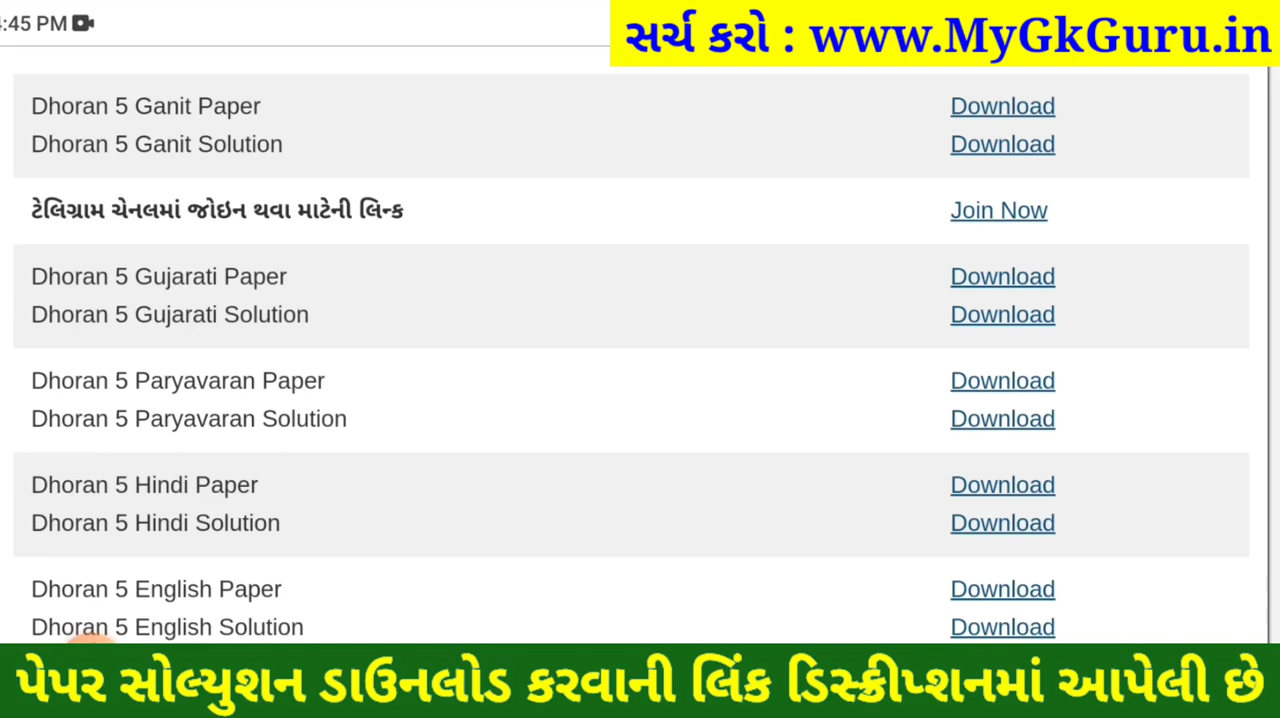 :45 PM
સર્ચ કરો : www.MyGkGuru.in
Dhoran 5 Ganit Paper Download
Dhoran 5 Ganit Solution Download
ટેલિગ્રામ ચેનલમાં જોઇન થવા માટેની લિન્ક Join Now
Dhoran 5 Gujarati Paper Download
Dhoran 5 Gujarati Solution Download
Dhoran 5 Paryavaran Paper Download
Dhoran 5 Paryavaran Solution Download
Dhoran 5 Hindi Paper Download
Dhoran 5 Hindi Solution Download
Dhoran 5 English Paper Download
Dhoran 5 English Solution Download
પેપર સોલ્યુશન ડાઉનલોડ કરવાની લિંક ડિસ્ક્રીપ્શનમાં આપેલી છે